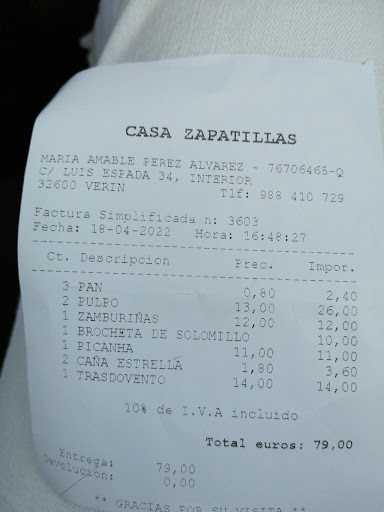 CASA ZAPATILLAS
MARIA AMABLE PEREZ ALVAREZ - 76706465-Q
C/ LUIS ESPADA 34, INTERIOR
32600 VERIN Tlf: 988 410 729
Factura Simplificada n: 3603
Fecha: 18-04-2022 Hora: 16:48:27
Ct. Descripcion Prec. Impor.
3 PAN 0,80 2,40
2 PULPO 13,00 26,00
1 ZAMBURIÑAS 12,00 12,00
1 BROCHETA DE SOLOMILLO 10,00
1 PICANHA 11,00 11,00
2 CAÑA ESTRELLA 1,80 3,60
1 TRASDOVENTO 14,00 14,00
10% de I.V.A incluido
Total euros: 79,00
Entrega: 79,00
Devolucion: 0,00
** GRACIAS POR SU VISITA **